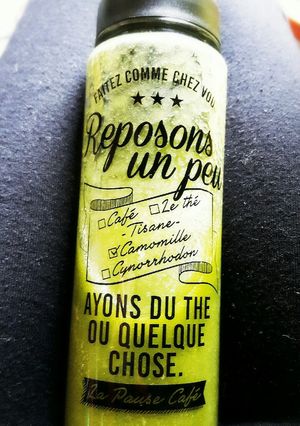 FAITEZ COMME CHEZ VOU
★★★
Reposons
un peu
Café Le thé
-Tisane-
Camomille
Cynorrhodon
AYONS DU THE
OU QUELQUE
CHOSE.
La Pause Café